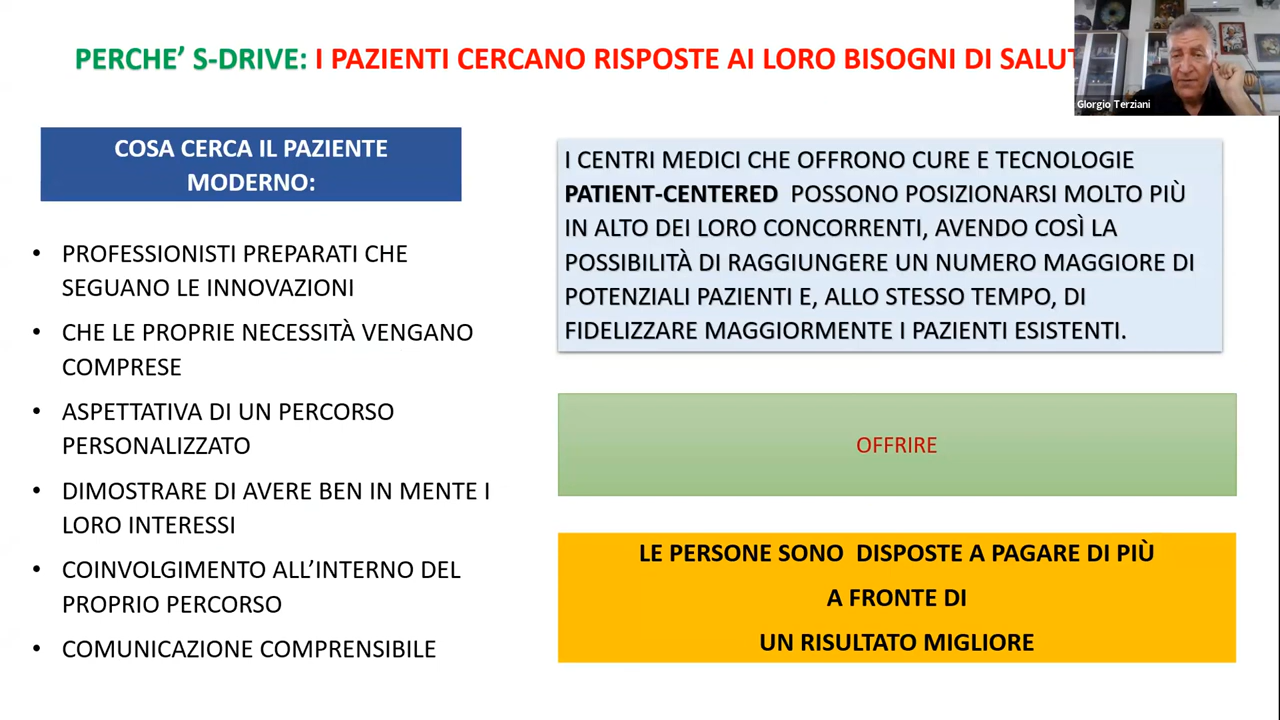 PERCHE’ S-DRIVE: I PAZIENTI CERCANO RISPOSTE AI LORO BISOGNI DI
GIorgio Terziani
COSA CERCA IL PAZIENTE
MODERNO:
• PROFESSIONISTI PREPARATI CHE
SEGUANO LE INNOVAZIONI
• CHE LE PROPRIE NECESSITÀ VENGANO
COMPRESE
• ASPETTATIVA DI UN PERCORSO
PERSONALIZZATO
• DIMOSTRARE DI AVERE BEN IN MENTE I
LORO INTERESSI
• COINVOLGIMENTO ALL’INTERNO DEL
PROPRIO PERCORSO
• COMUNICAZIONE COMPRENSIBILE
I CENTRI MEDICI CHE OFFRONO CURE E TECNOLOGIE
PATIENT-CENTERED POSSONO POSIZIONARSI MOLTO PIÙ
IN ALTO DEI LORO CONCORRENTI, AVENDO COSÌ LA
POSSIBILITÀ DI RAGGIUNGERE UN NUMERO MAGGIORE DI
POTENZIALI PAZIENTI E, ALLO STESSO TEMPO, DI
FIDELIZZARE MAGGIORMENTE I PAZIENTI ESISTENTI.
OFFRIRE
LE PERSONE SONO DISPOSTE A PAGARE DI PIÙ
A FRONTE DI
UN RISULTATO MIGLIORE